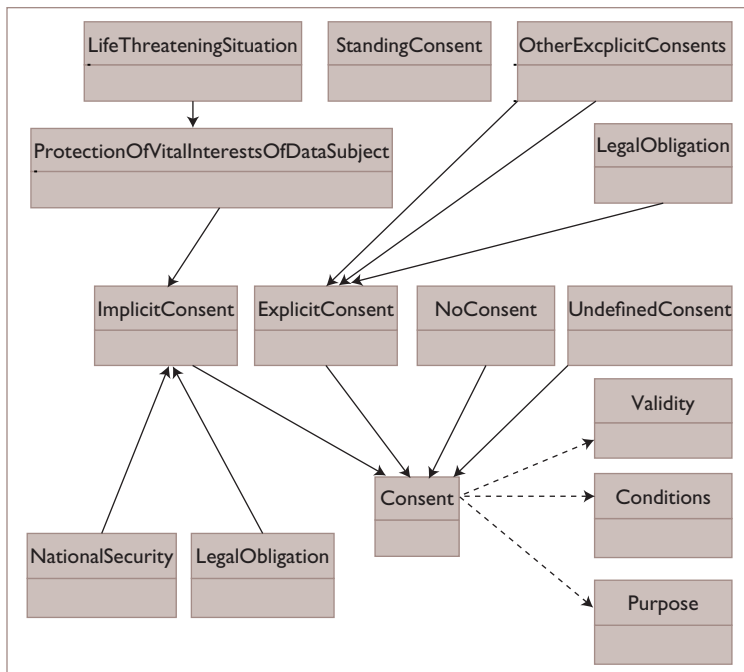 LifeThreateningSituation
StandingConsent
OtherExcplicitConsents
ProtectionOfVitalInterestsOfDataSubject
LegalObligation
ImplicitConsent
ExplicitConsent
NoConsent
UndefinedConsent
Validity
Consent
Conditions
NationalSecurity
LegalObligation
Purpose